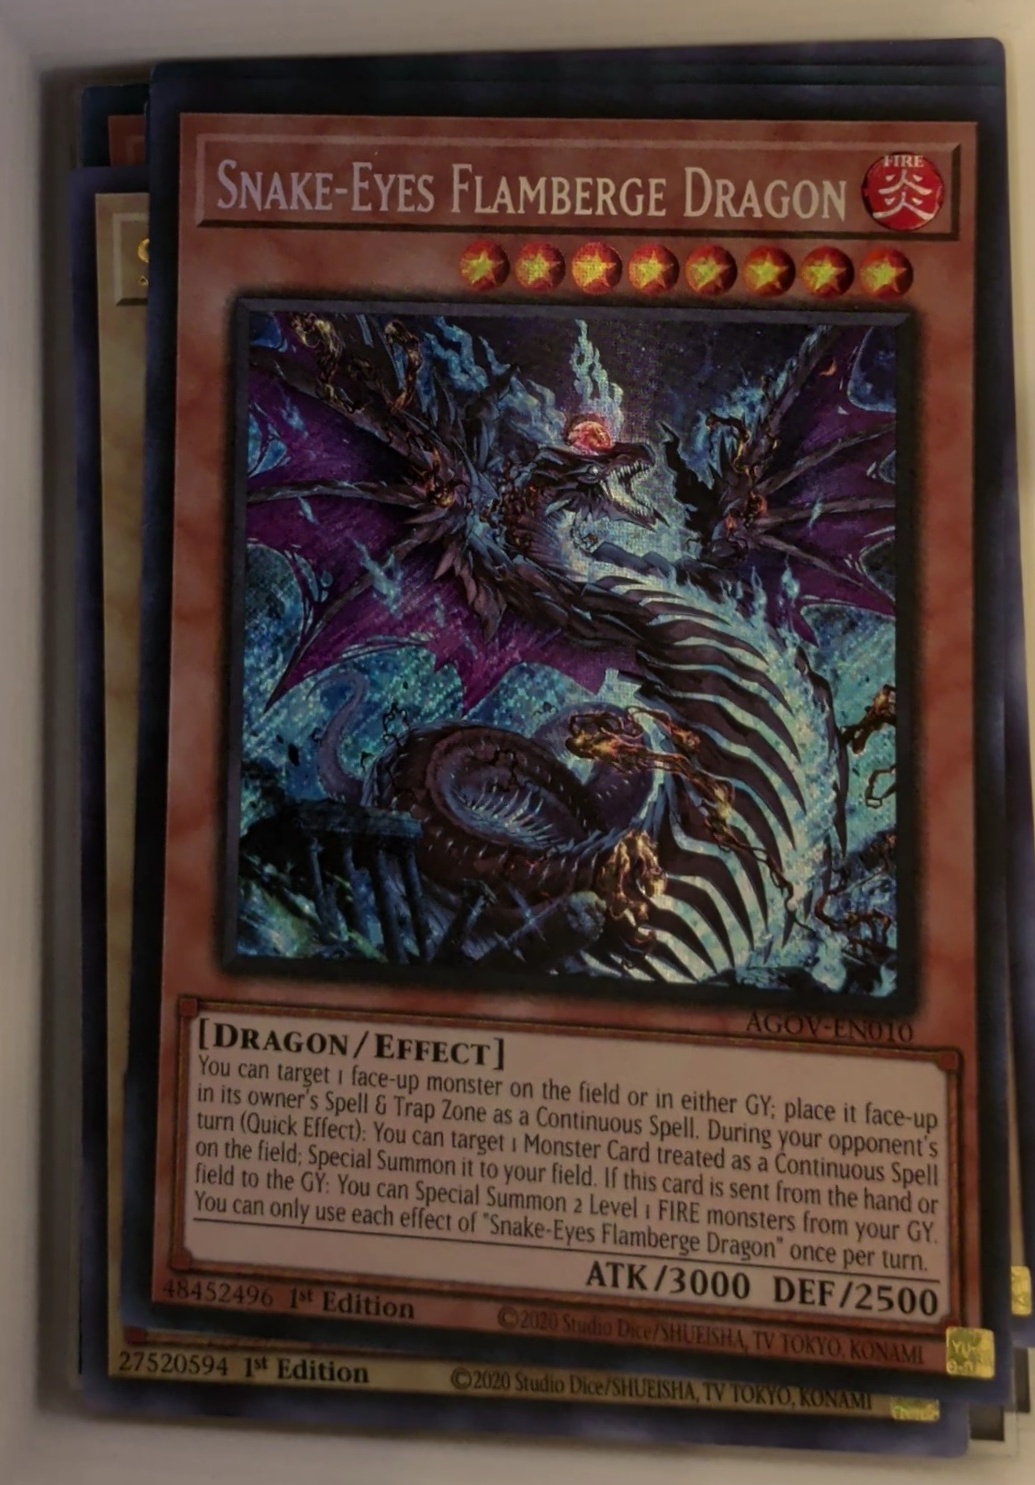 SNAKE-EYES FLAMBERGE DRAGON
FIRE
炎
AGOV-EN010
[DRAGON/EFFECT]
You can target 1 face-up monster on the field or in either GY; place it face-up
in its owner's Spell & Trap Zone as a Continuous Spell. During your opponent's
turn (Quick Effect): You can target 1 Monster Card treated as a Continuous Spell
on the field; Special Summon it to your field. If this card is sent from the hand or
field to the GY: You can Special Summon 2 Level 1 FIRE monsters from your GY.
You can only use each effect of "Snake-Eyes Flamberge Dragon" once per turn.
ATK/3000 DEF/2500
48452496 1st Edition
©2020 Studio Dice/SHUEISHA, TV TOKYO, KONAMI
27520594 1st Edition
©2020 Studio Dice/SHUEISHA, TV TOKYO, KONAMI